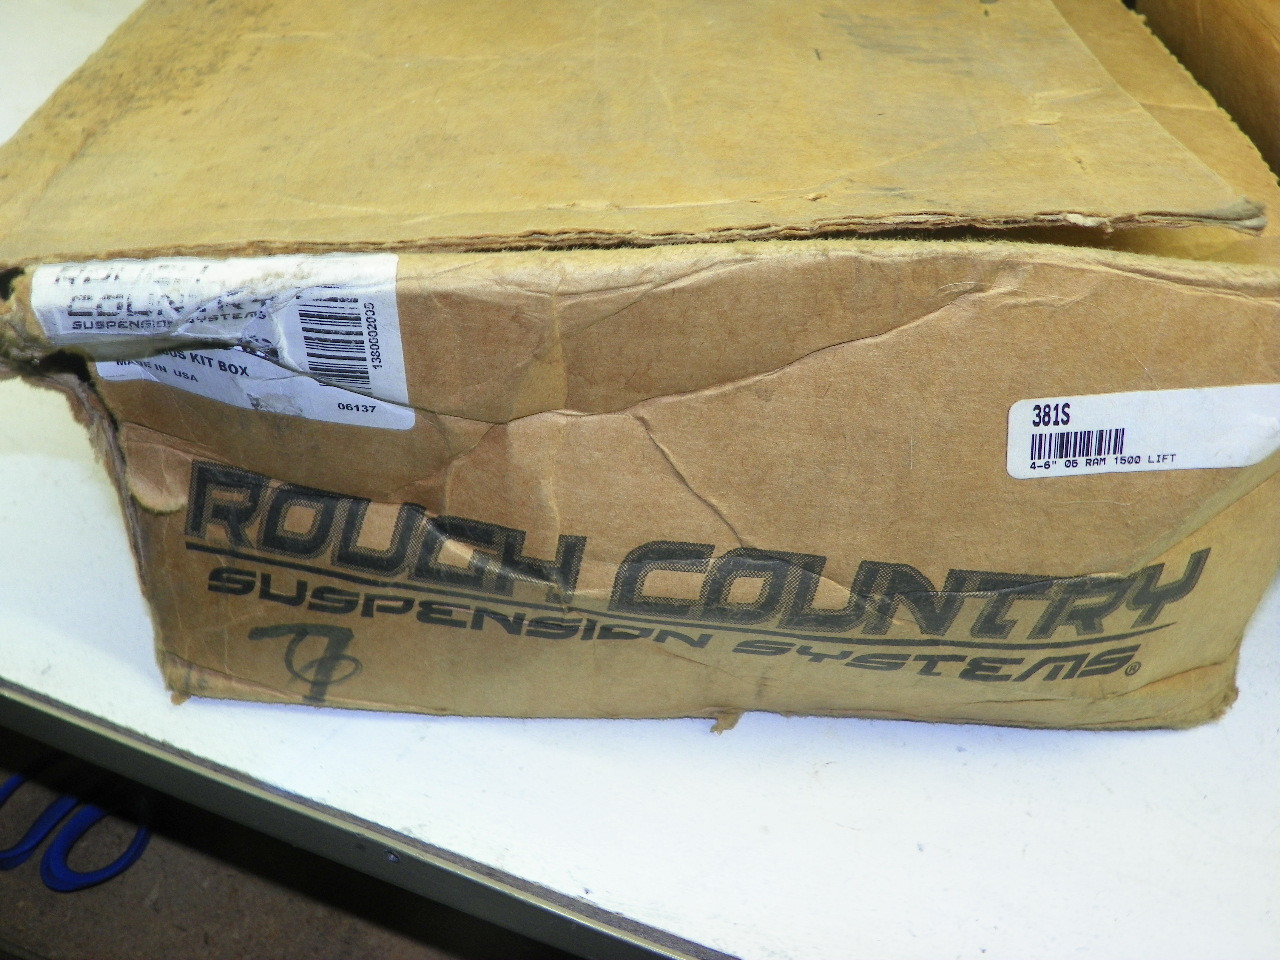 ROUGH
COUNTRY
SUSPENSION SYSTEMS
KIT BOX
MADE IN USA
1380002005
06137
381S
4-6" 05 RAM 1500 LIFT
ROUGH COUNTRY
SUSPENSION SYSTEMS®